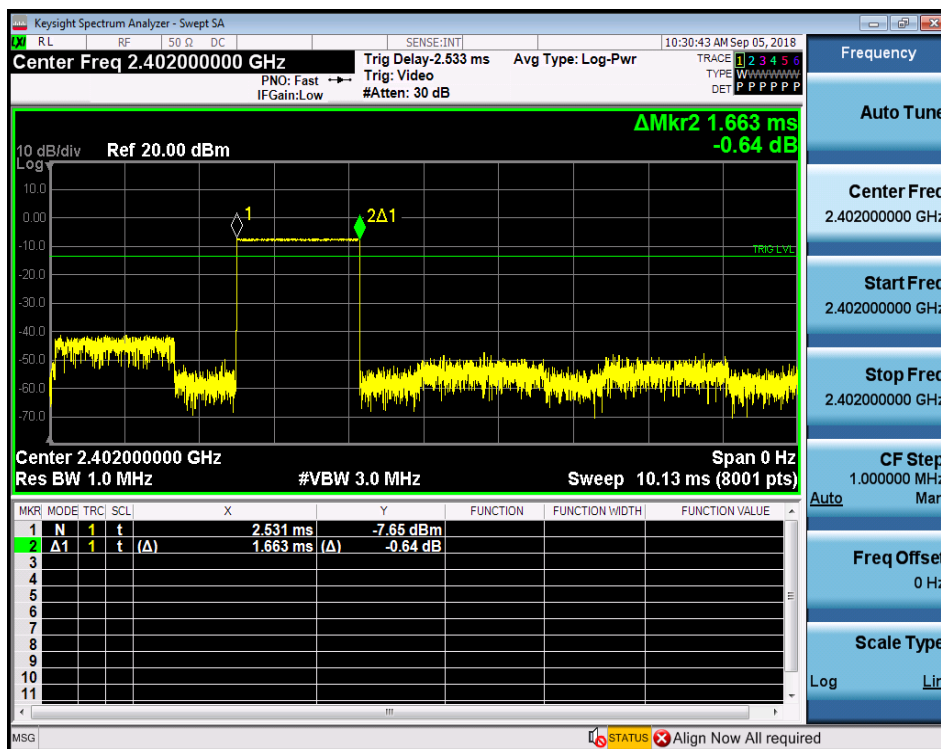 Keysight Spectrum Analyzer - Swept SA
LXI RL RF 50 Ω DC SENSE:INT 10:30:43 AM Sep 05, 2018
Center Freq 2.402000000 GHz
Trig Delay-2.533 ms Avg Type: Log-Pwr
PNO: Fast Trig: Video
IFGain:Low #Atten: 30 dB
TRACE 1 2 3 4 5 6
TYPE WWWWWWW
DET P P P P P P
ΔMkr2 1.663 ms
-0.64 dB
10 dB/div Ref 20.00 dBm
Log
10.0
0.00
-10.0
-20.0
-30.0
-40.0
-50.0
-60.0
-70.0
1
2Δ1
TRIG LVL
Center 2.402000000 GHz Span 0 Hz
Res BW 1.0 MHz #VBW 3.0 MHz Sweep 10.13 ms (8001 pts)
MKR MODE TRC SCL X Y FUNCTION FUNCTION WIDTH FUNCTION VALUE
1 N 1 t 2.531 ms -7.65 dBm
2 Δ1 1 t (Δ) 1.663 ms (Δ) -0.64 dB
3
4
5
6
7
8
9
10
11
MSG STATUS Align Now All required
Frequency
Auto Tune
Center Freq
2.402000000 GHz
Start Freq
2.402000000 GHz
Stop Freq
2.402000000 GHz
CF Step
1.000000 MHz
Auto Man
Freq Offset
0 Hz
Scale Type
Log Lin